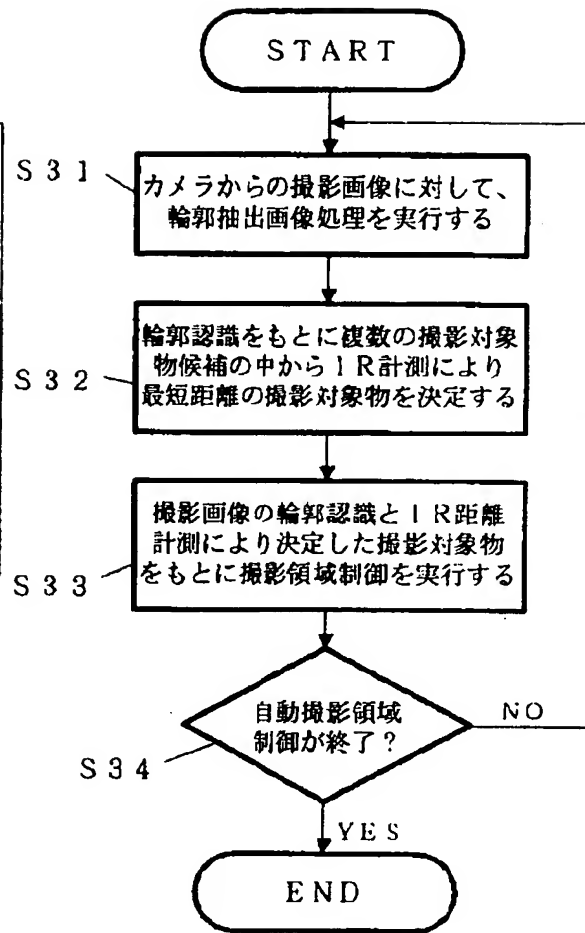 START
S31
カメラからの撮影画像に対して、
輪郭抽出画像処理を実行する
輪郭認識をもとに複数の撮影対象
物候補の中からIR計測により
最短距離の撮影対象物を決定する
S32
撮影画像の輪郭認識とIR距離
計測により決定した撮影対象物
をもとに撮影領域制御を実行する
S33
自動撮影領域
制御が終了?
NO
S34
YES
END